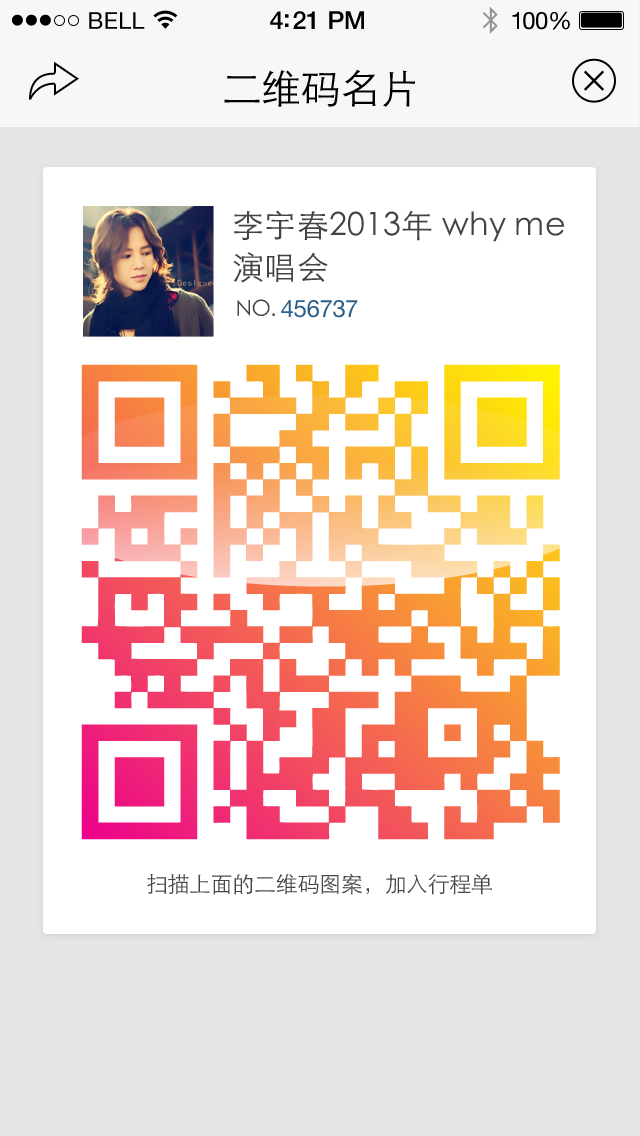 BELL 4:21 PM 100%
二维码名片
李宇春2013年 why me
演唱会
NO. 456737
Designe
扫描上面的二维码图案，加入行程单